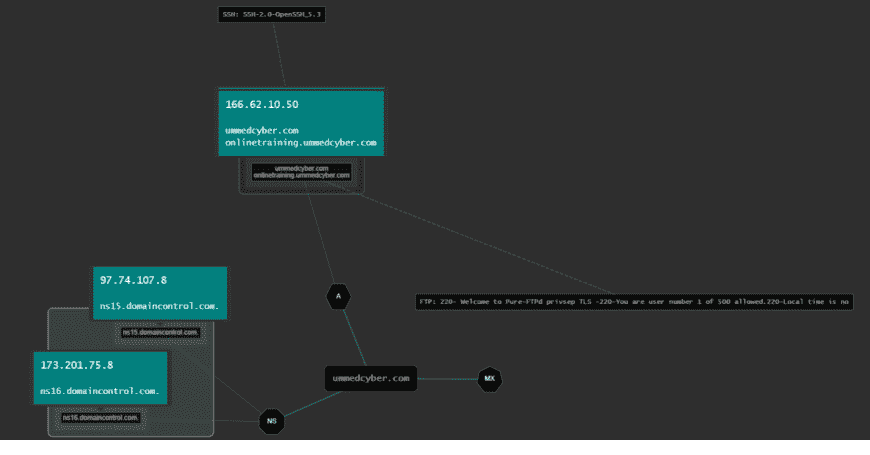 SSH: SSH-2.0-OpenSSH_5.3
166.62.10.50
ummedcyber.com
onlinetraining.ummedcyber.com
ummedcyber.com
onlinetraining.ummedcyber.com
97.74.107.8
ns15.domaincontrol.com.
ns15.domaincontrol.com.
A
FTP: 220- Welcome to Pure-FTPd privsep TLS -220-You are user number 1 of 500 allowed.220-Local time is no
173.201.75.8
ns16.domaincontrol.com.
ns16.domaincontrol.com.
ummedcyber.com
MX
NS